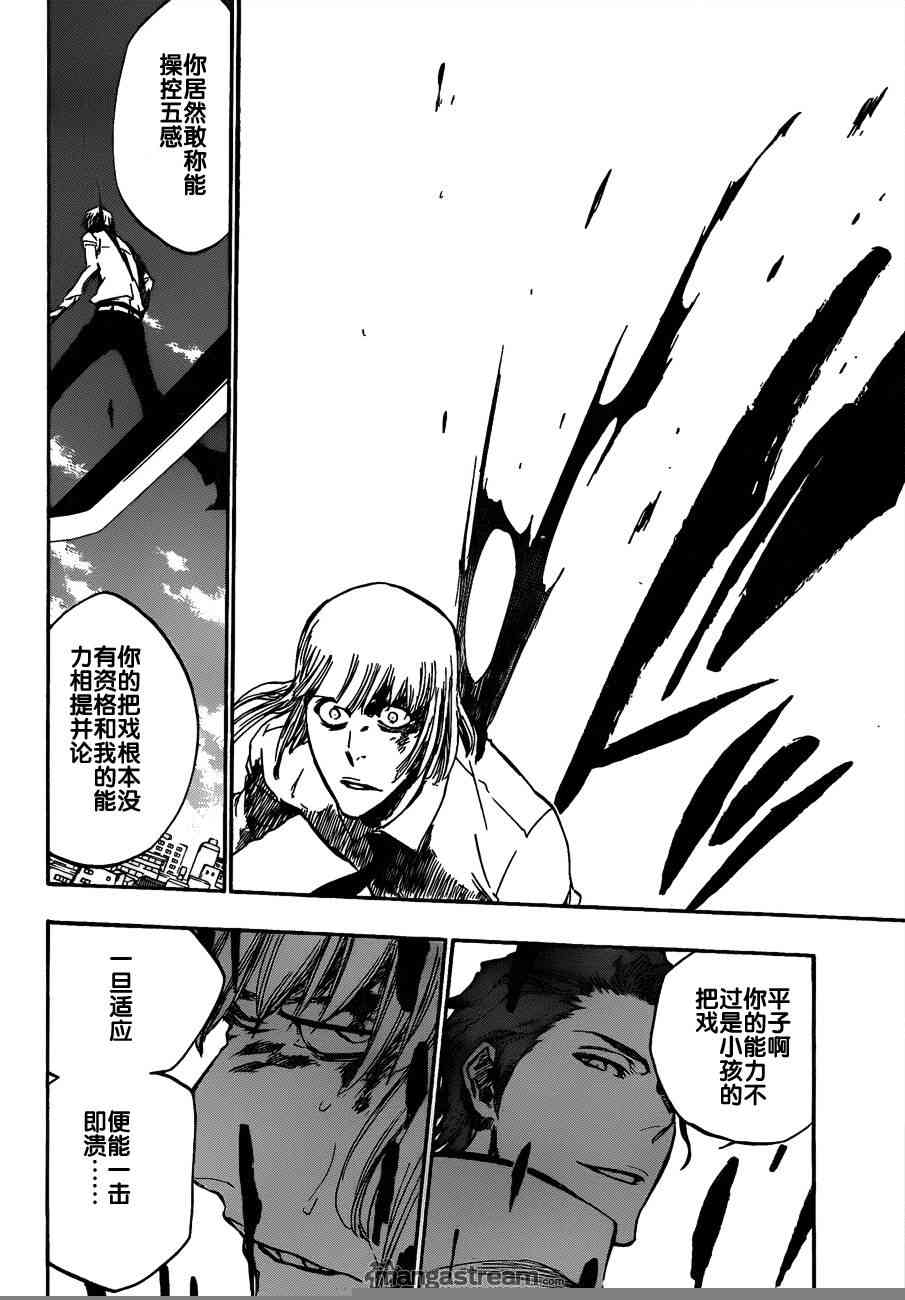 你居然敢称能
操控五感
你的把戏根本没
有资格和我的能
力相提并论
平子啊
你的能力不
过是小孩的
把戏
一旦适应
便能一击
即溃……
mangastream.com